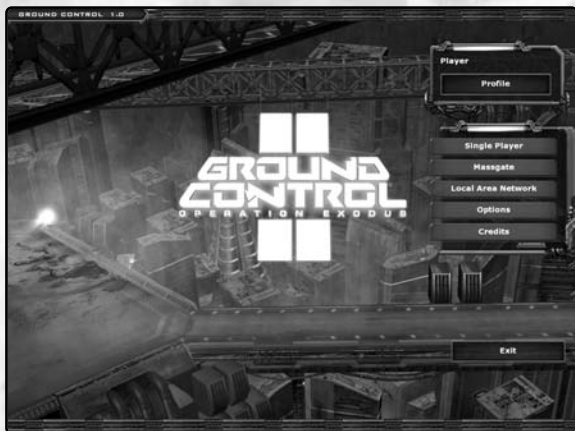 GROUND CONTROL 1.0
Player
Profile
GROUND
CONTROL
OPERATION EXODUS
Single Player
Massgate
Local Area Network
Options
Credits
Exit